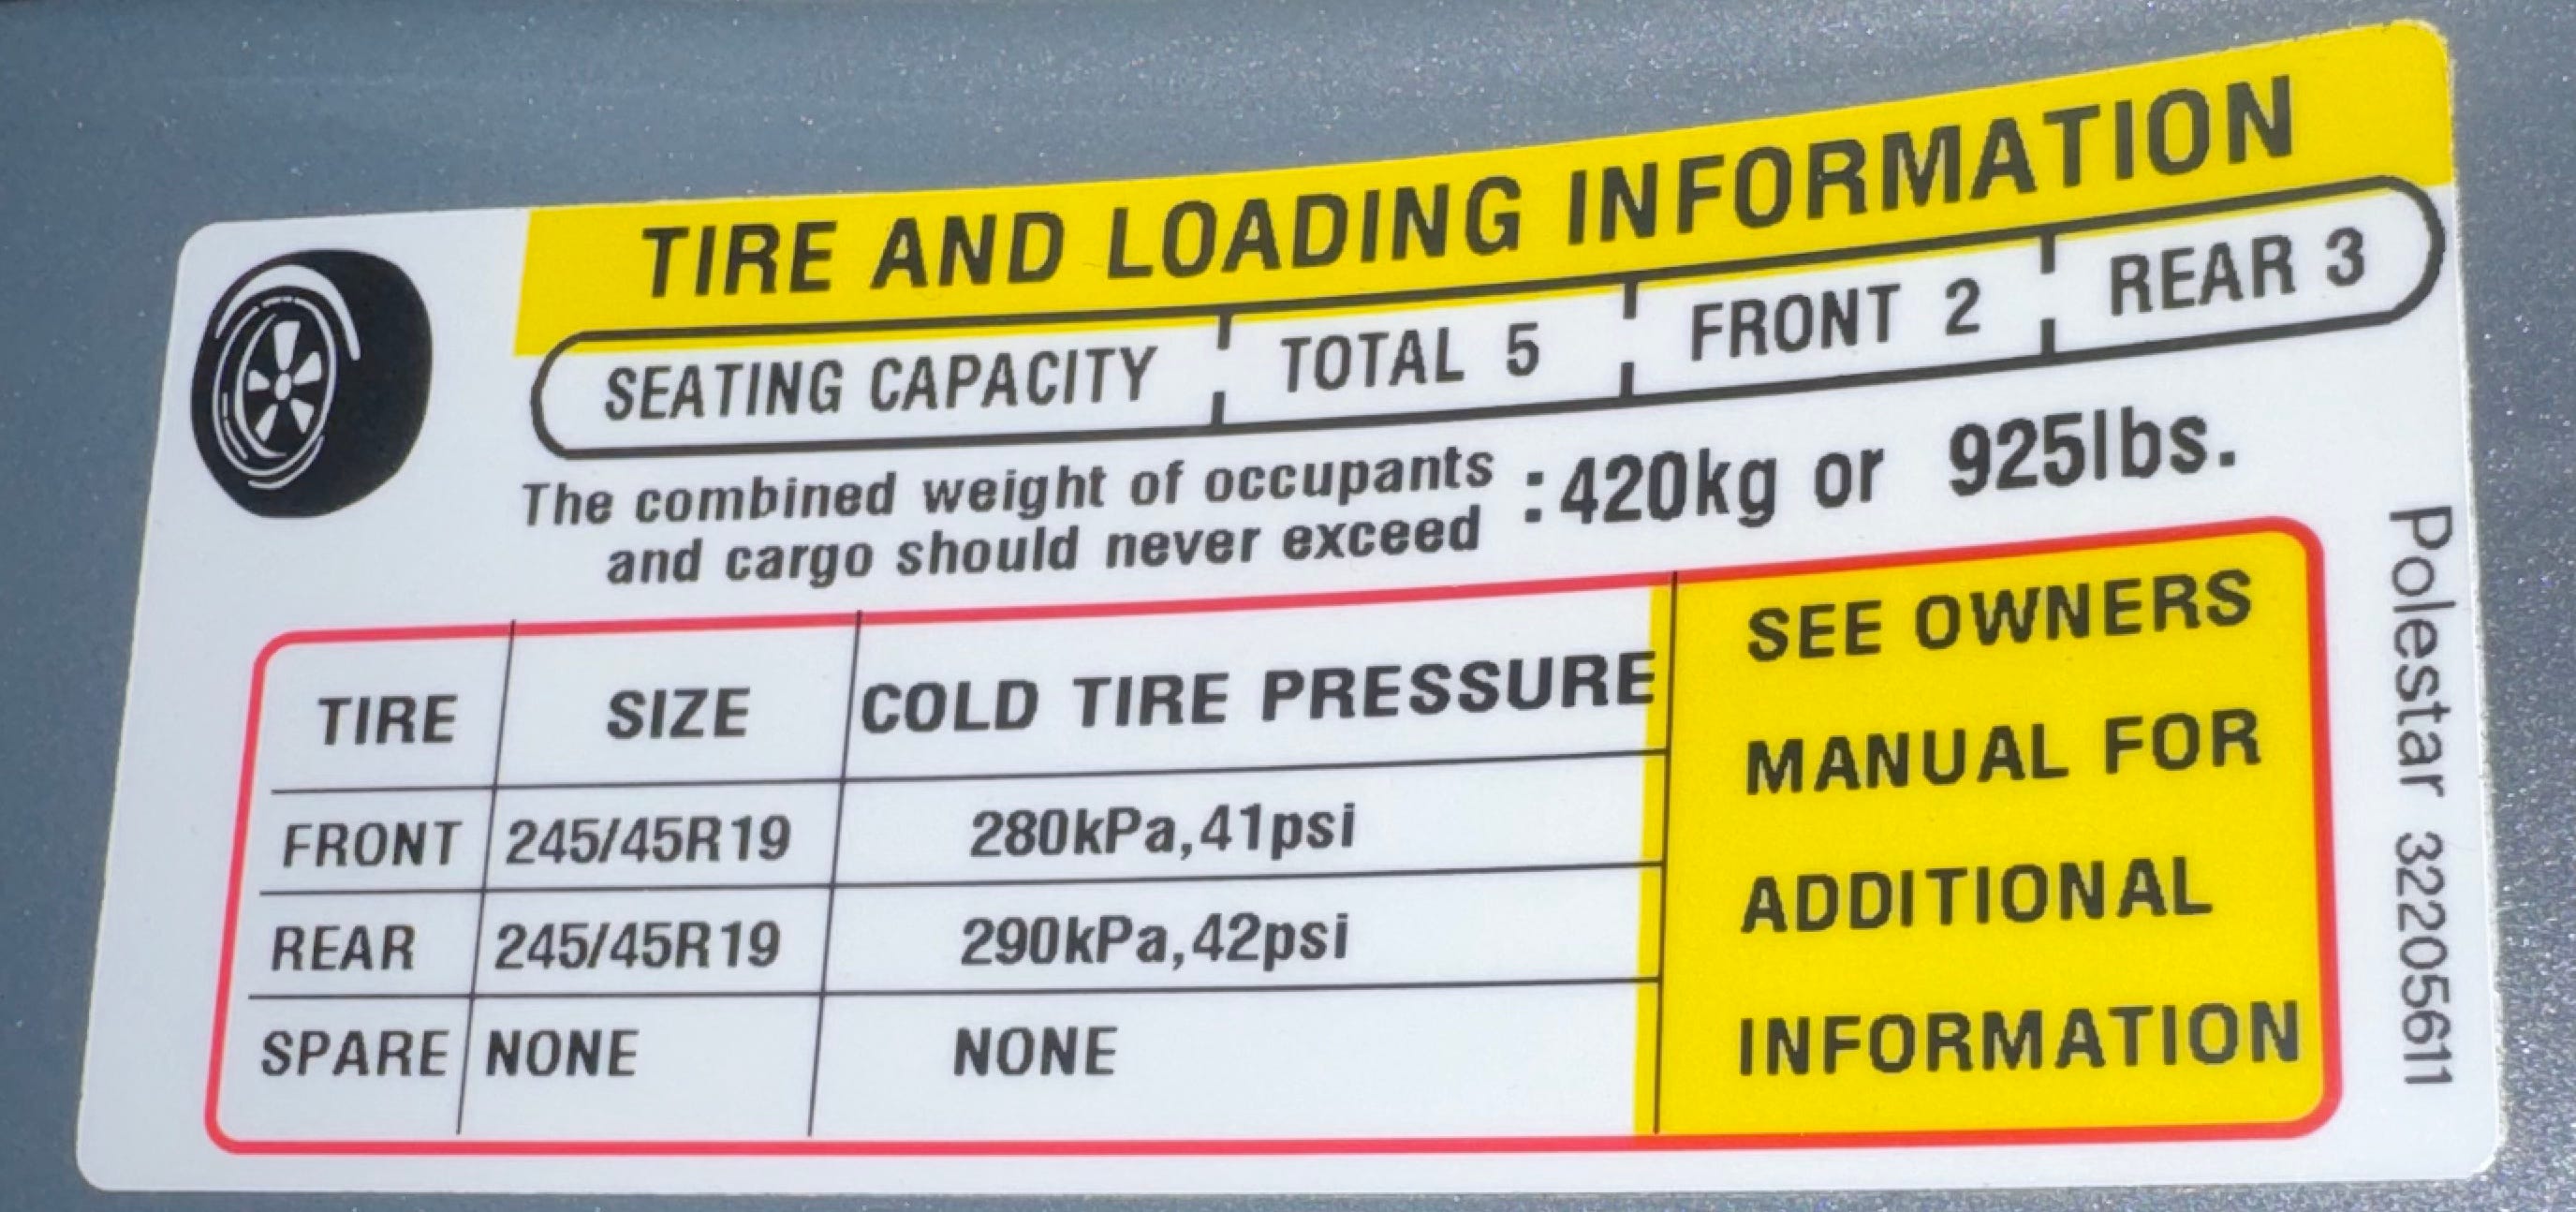 TIRE AND LOADING INFORMATION
SEATING CAPACITY TOTAL 5 FRONT 2 REAR 3
The combined weight of occupants
and cargo should never exceed :420kg or 925lbs.
TIRE SIZE COLD TIRE PRESSURE
FRONT 245/45R19 280kPa,41psi
REAR 245/45R19 290kPa,42psi
SPARE NONE NONE
SEE OWNERS
MANUAL FOR
ADDITIONAL
INFORMATION
Polestar 32205611